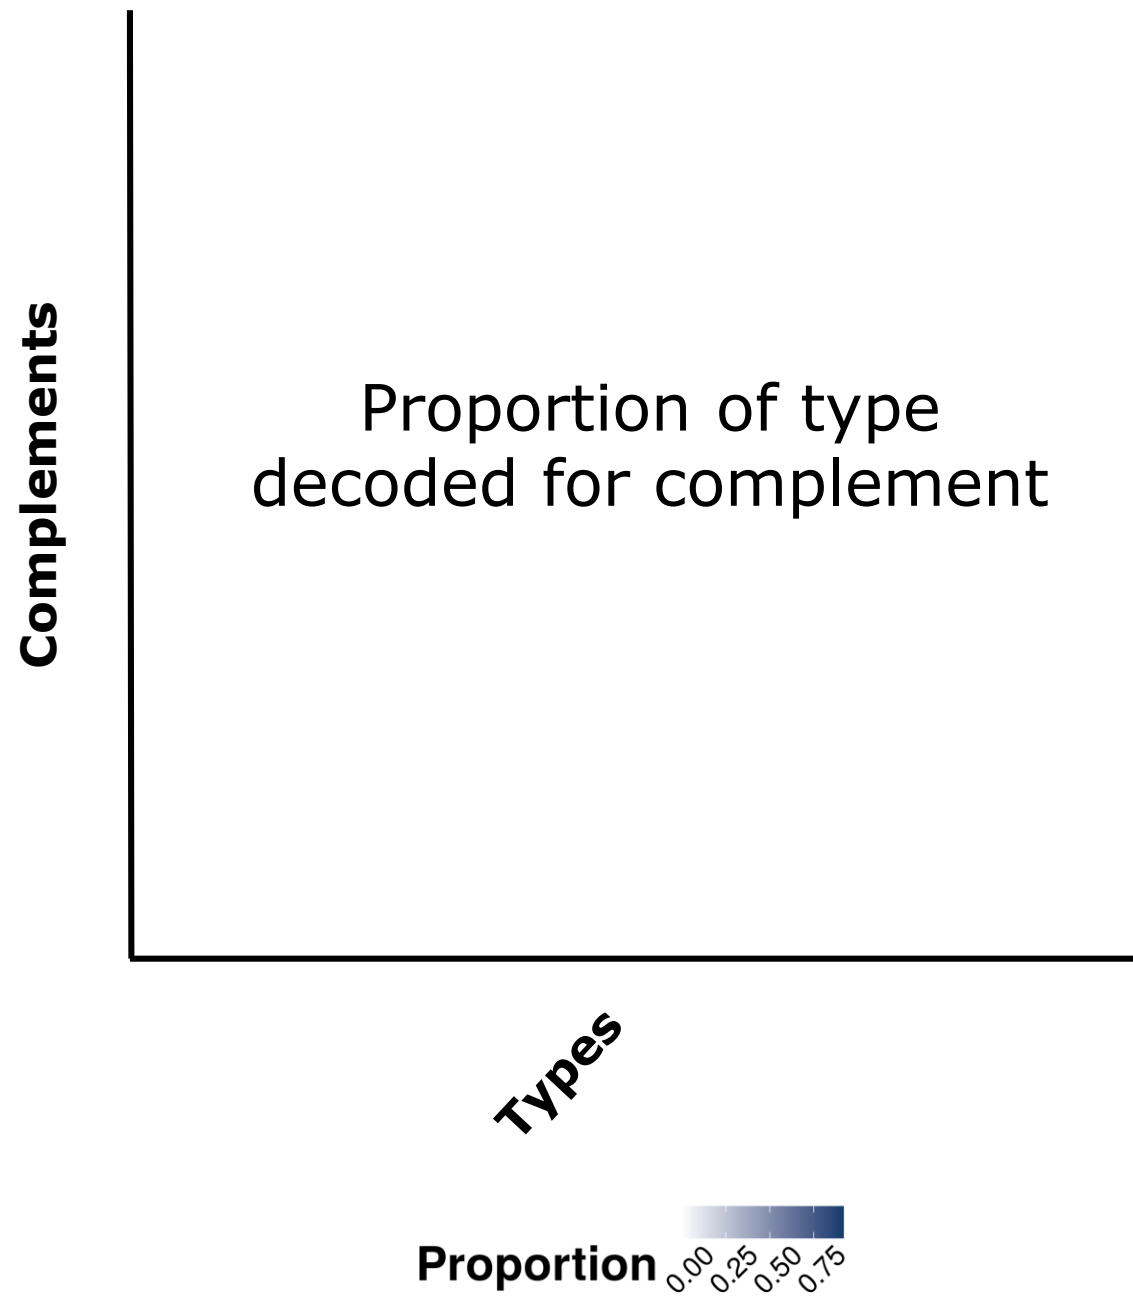 Complements
Proportion of type
decoded for complement
Types
Proportion
0.00
0.25
0.50
0.75